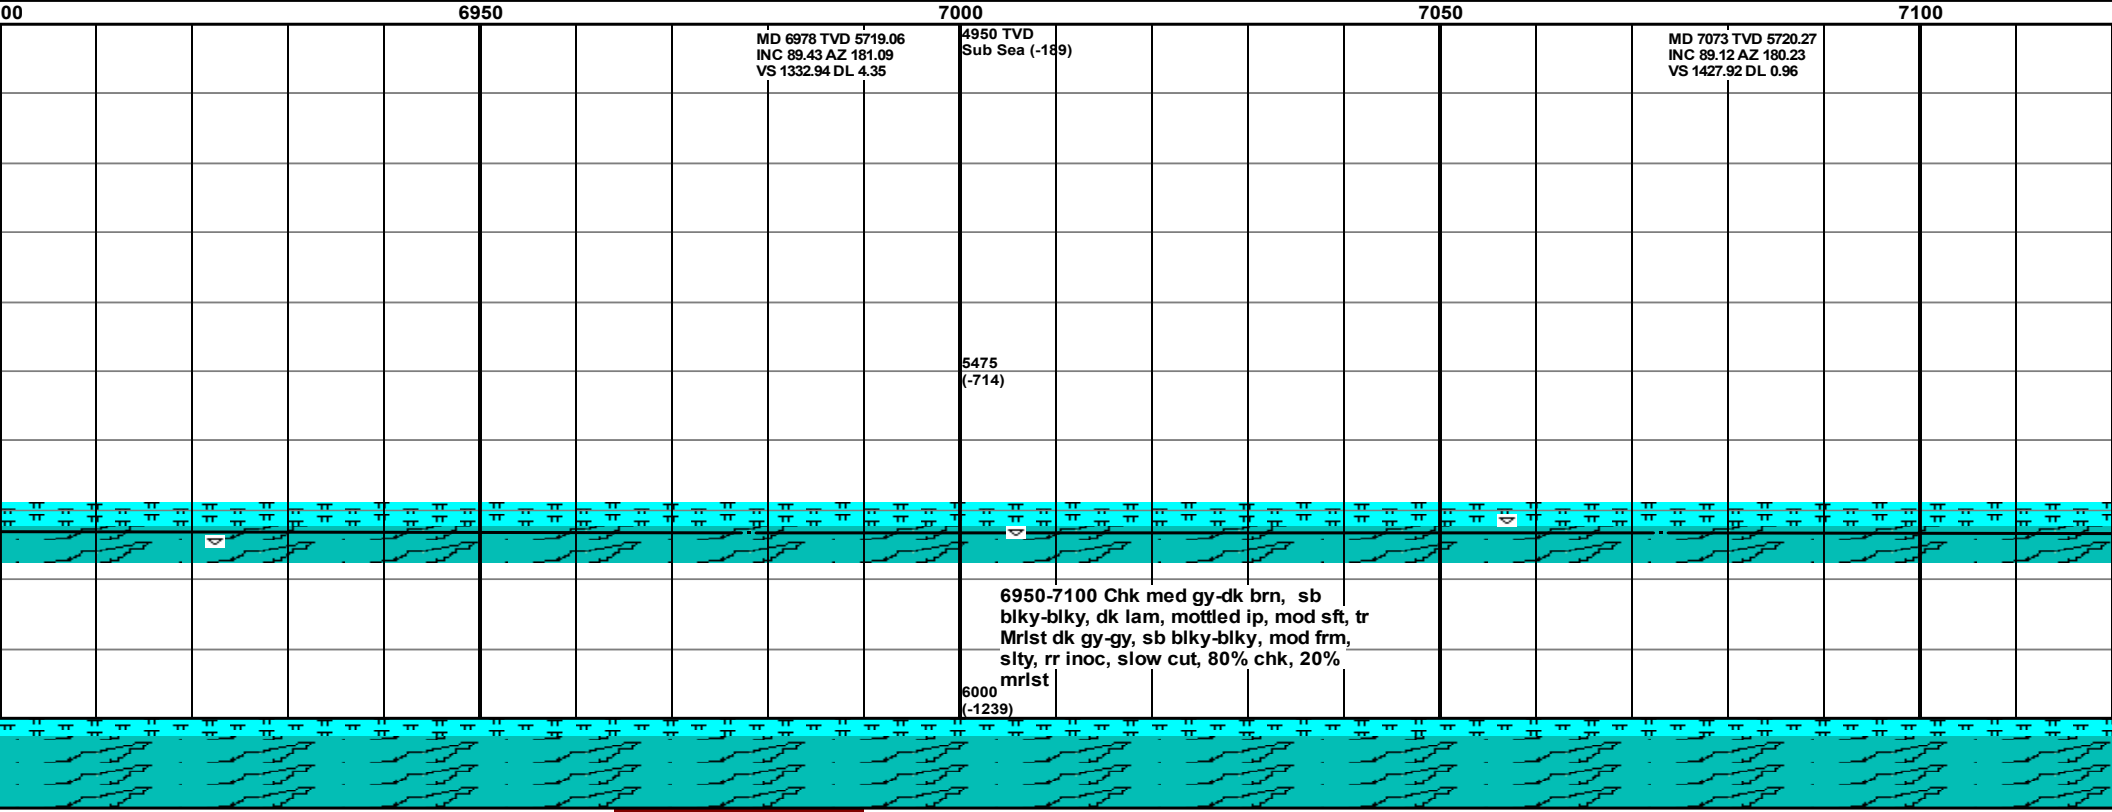 00 6950 7000 7050 7100
MD 6978 TVD 5719.06
INC 89.43 AZ 181.09
VS 1332.94 DL 4.35
4950 TVD
Sub Sea (-189)
MD 7073 TVD 5720.27
INC 89.12 AZ 180.23
VS 1427.92 DL 0.96
5475
(-714)
6950-7100 Chk med gy-dk brn, sb
blky-blky, dk lam, mottled ip, mod sft, tr
Mrlst dk gy-gy, sb blky-blky, mod frm,
slty, rr inoc, slow cut, 80% chk, 20%
mrlst
6000
(-1239)